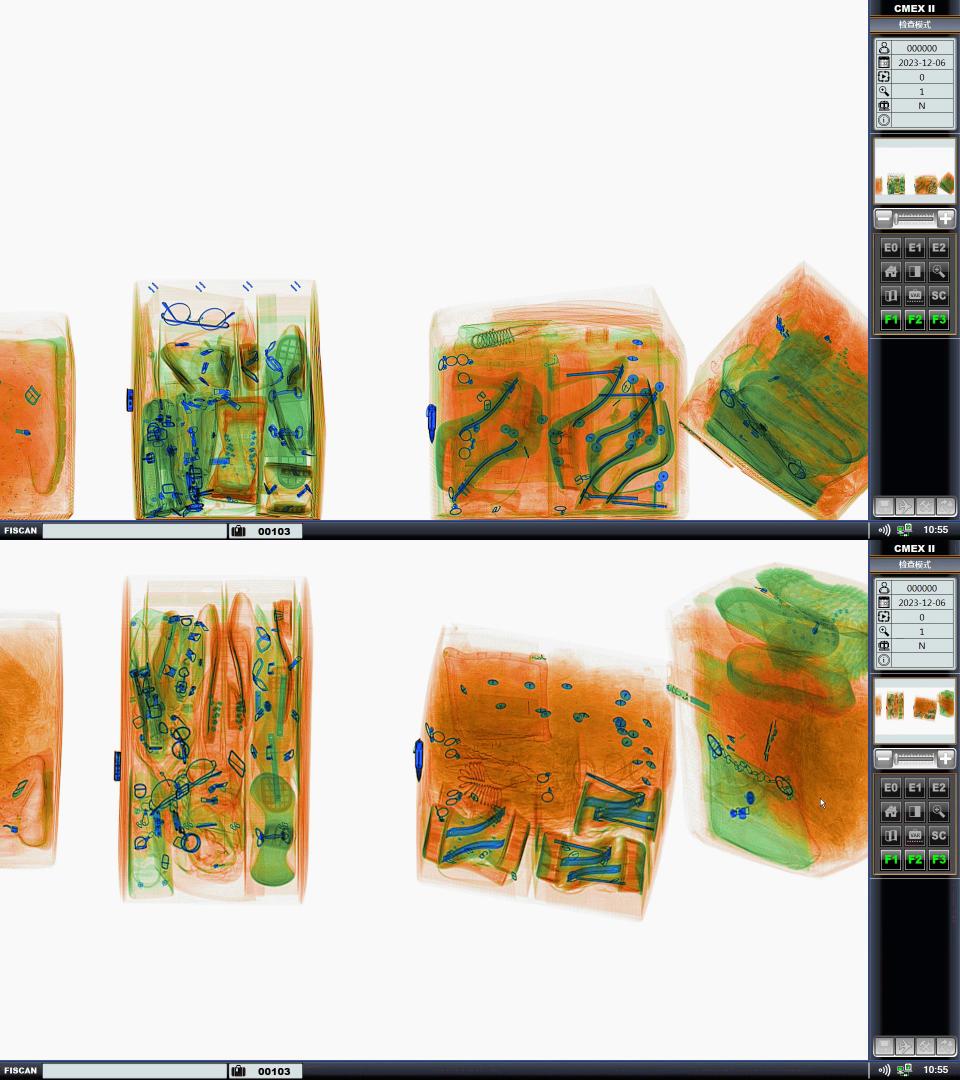 CMEX II
检查模式
000000
2023-12-06
0
1
N
E0 E1 E2
SC
F1 F2 F3
FISCAN
00103
10:55
CMEX II
检查模式
000000
2023-12-06
0
1
N
E0 E1 E2
SC
F1 F2 F3
FISCAN
00103
10:55